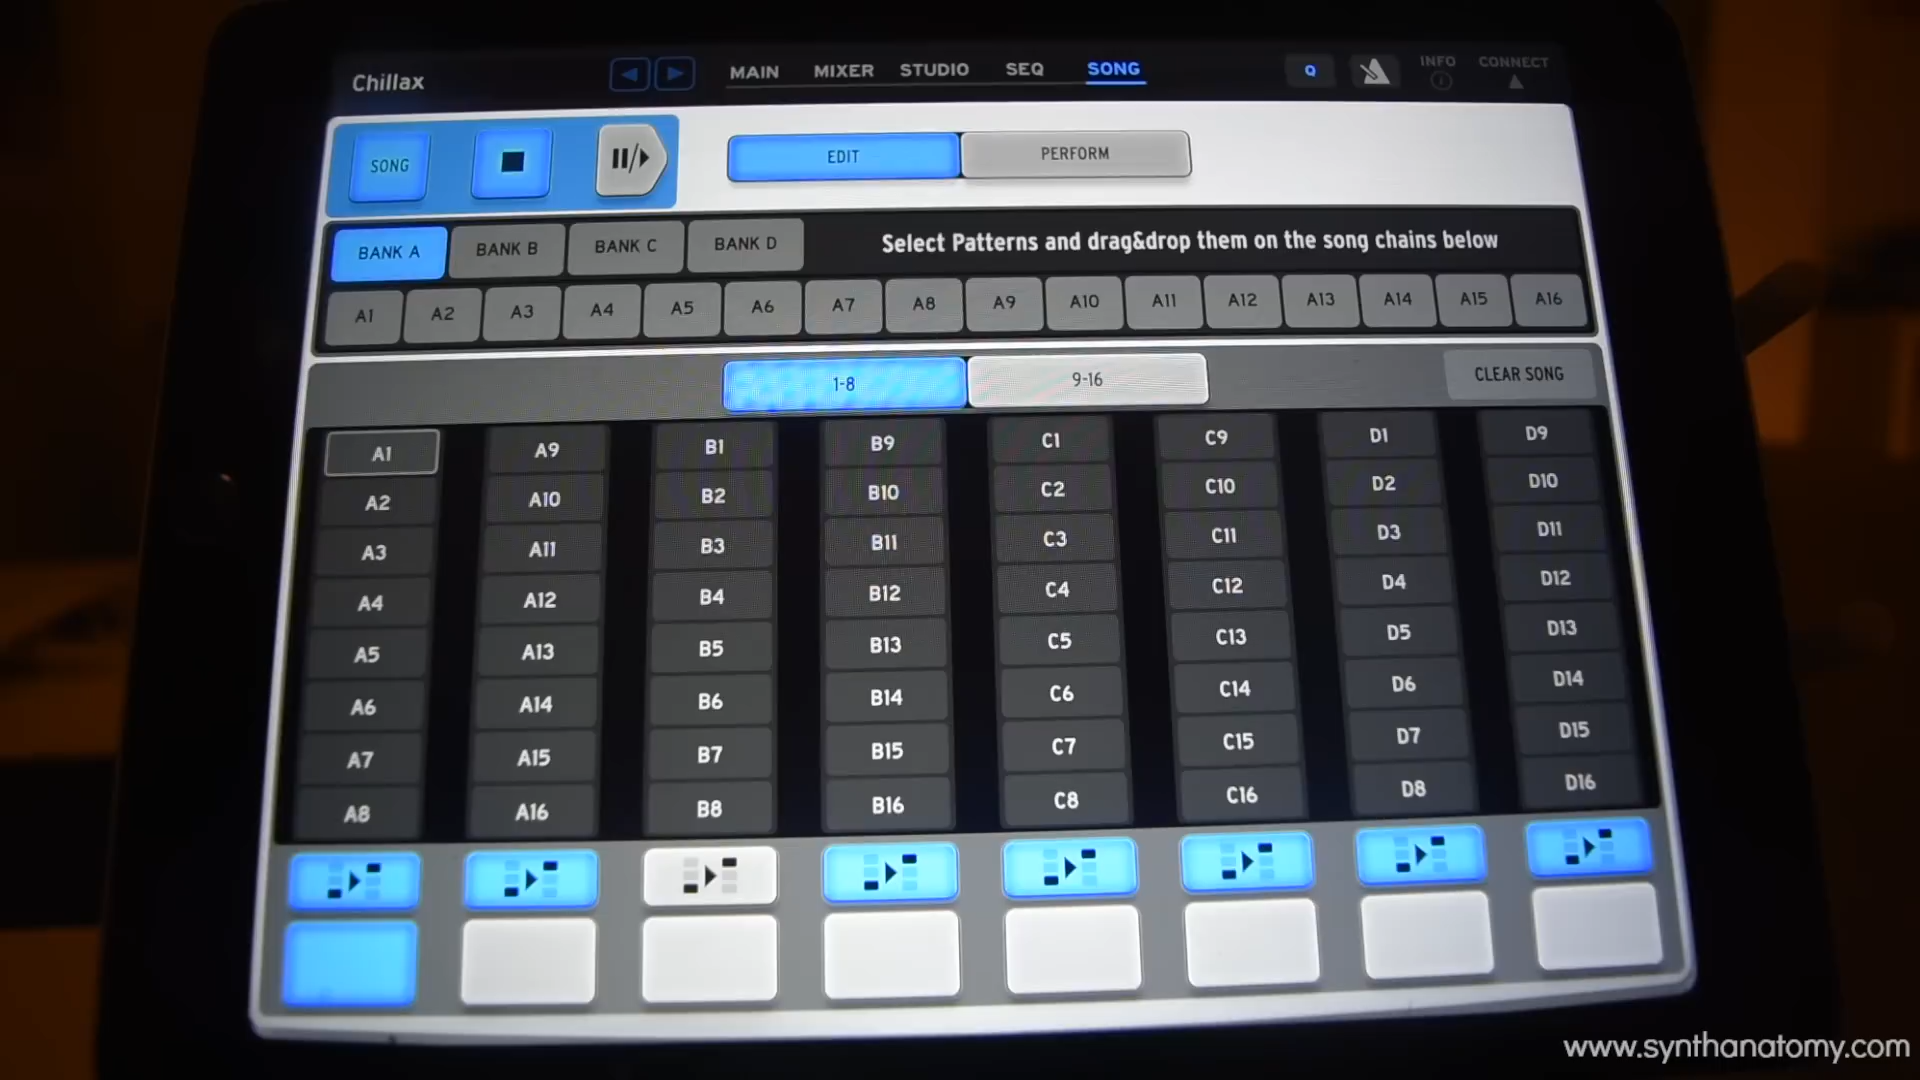 Chillax
MAIN MIXER STUDIO SEQ SONG
Q
INFO CONNECT
SONG
EDIT PERFORM
BANK A BANK B BANK C BANK D
Select Patterns and drag&drop them on the song chains below
A1 A2 A3 A4 A5 A6 A7 A8 A9 A10 A11 A12 A13 A14 A15 A16
1-8 9-16 CLEAR SONG
A1 A9 B1 B9 C1 C9 D1 D9
A2 A10 B2 B10 C2 C10 D2 D10
A3 A11 B3 B11 C3 C11 D3 D11
A4 A12 B4 B12 C4 C12 D4 D12
A5 A13 B5 B13 C5 C13 D5 D13
A6 A14 B6 B14 C6 C14 D6 D14
A7 A15 B7 B15 C7 C15 D7 D15
A8 A16 B8 B16 C8 C16 D8 D16
www.synthanatomy.com